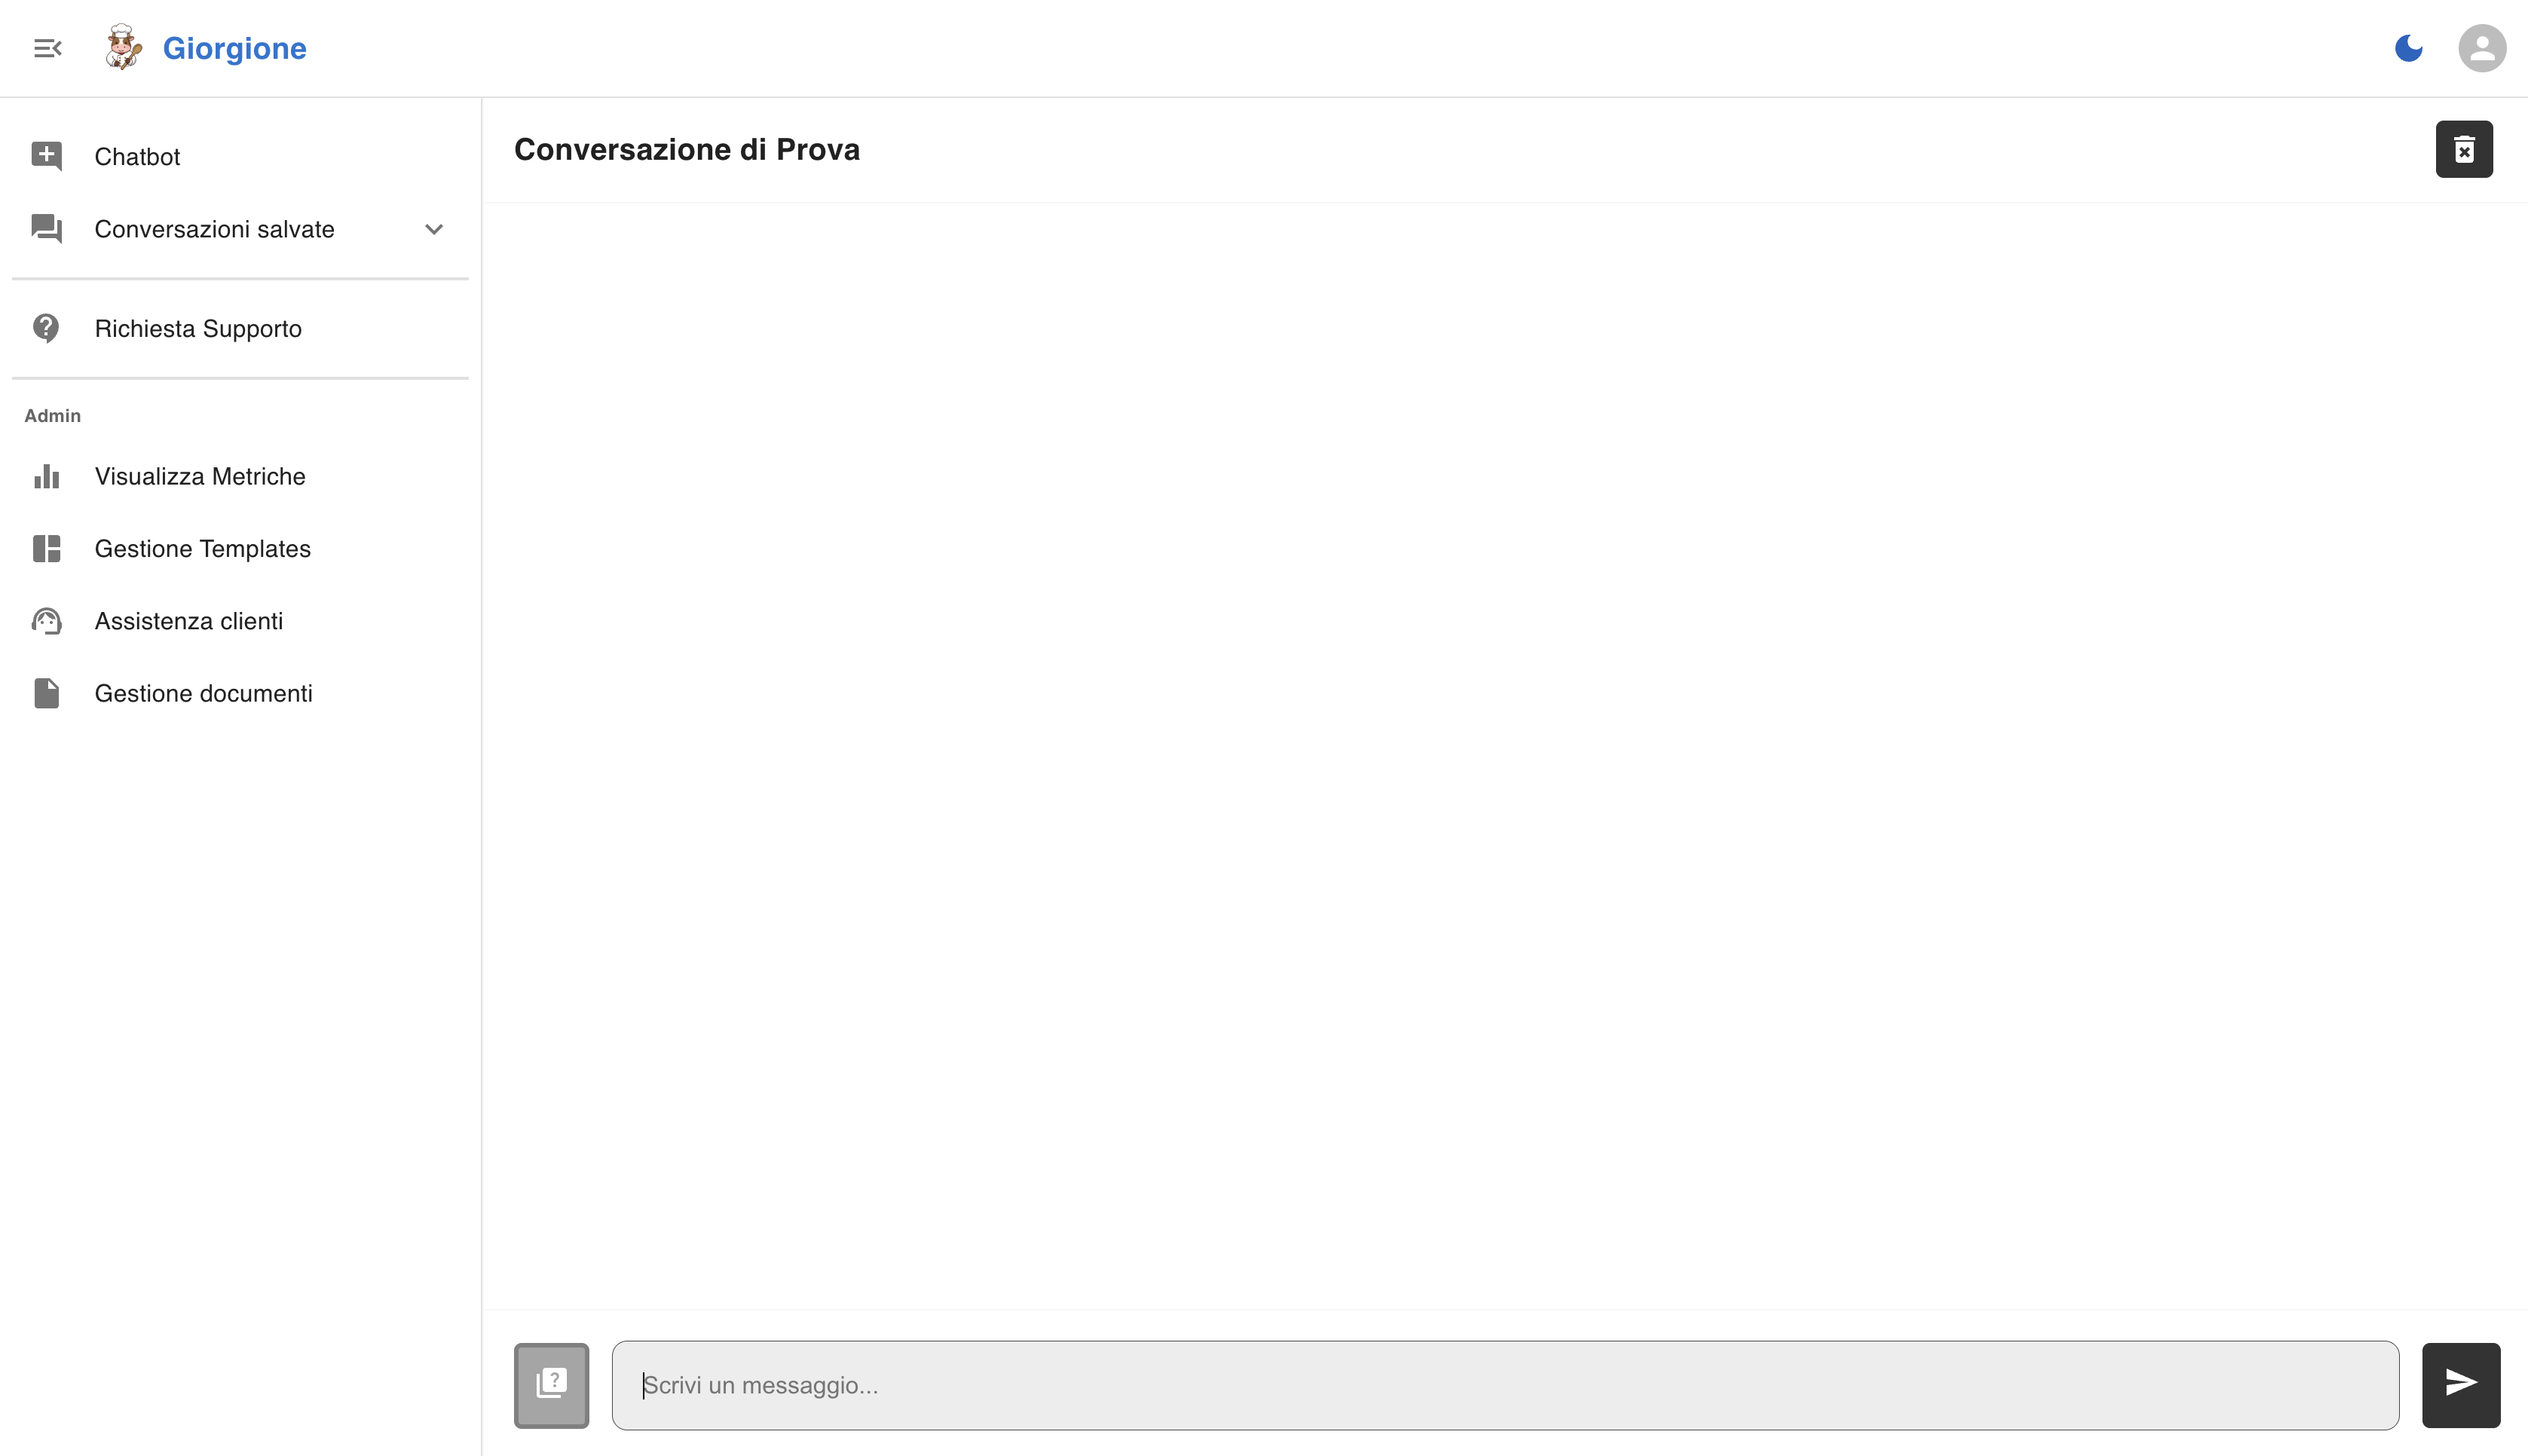 Giorgione
Chatbot
Conversazioni salvate
Richiesta Supporto
Admin
Visualizza Metriche
Gestione Templates
Assistenza clienti
Gestione documenti
Conversazione di Prova
Scrivi un messaggio...